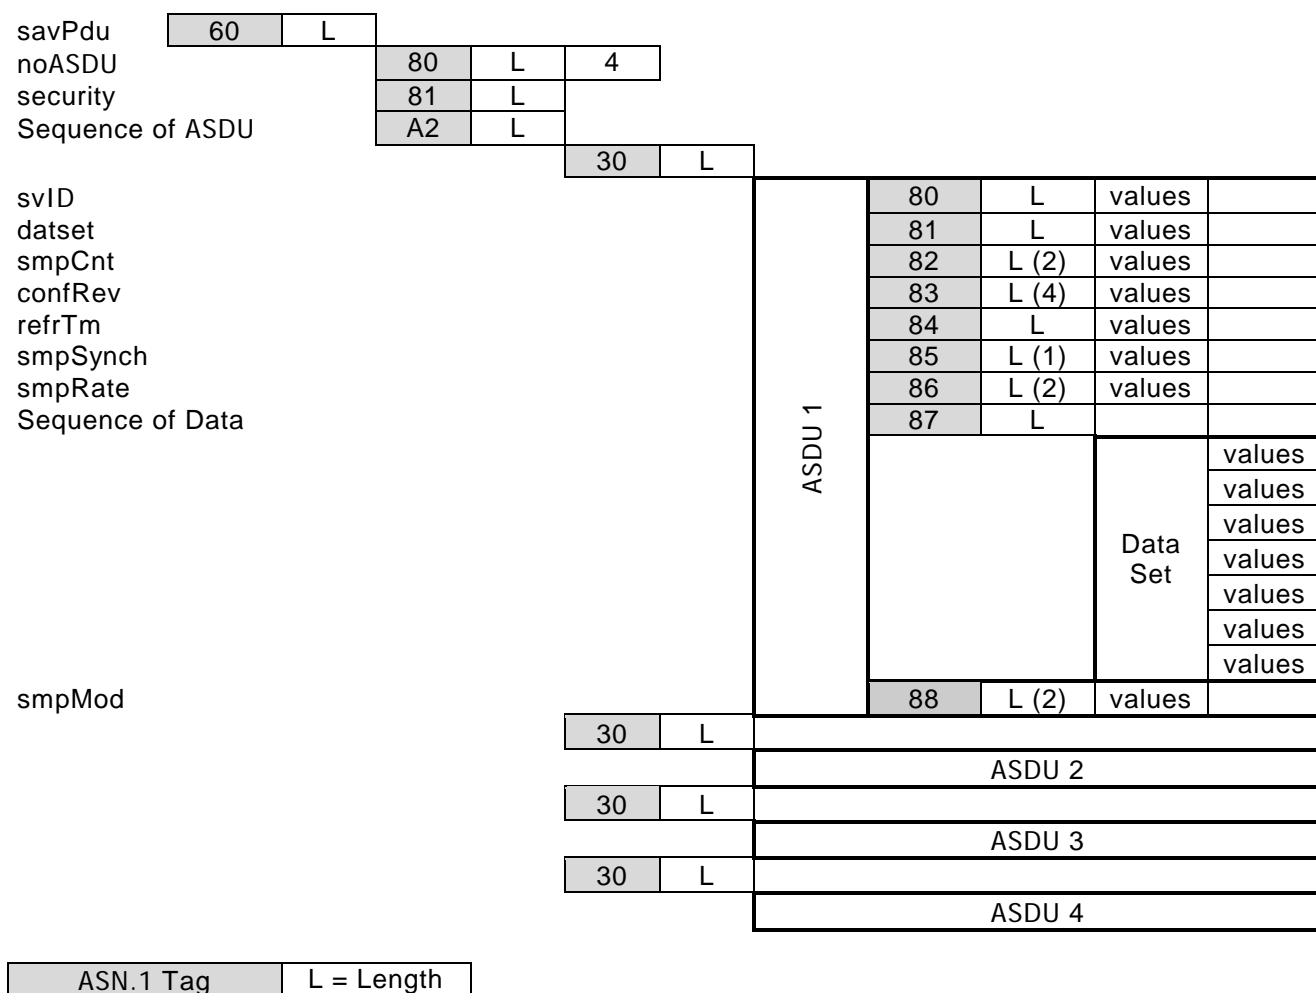 savPdu 60 L
noASDU 80 L 4
security 81 L
Sequence of ASDU A2 L
30 L
svID 80 L values
datset 81 L values
smpCnt 82 L (2) values
confRev 83 L (4) values
refrTm 84 L values
smpSynch 85 L (1) values
smpRate 86 L (2) values
Sequence of Data 87 L
ASDU 1
Data
Set
values
values
values
values
values
values
values
smpMod 88 L (2) values
30 L
ASDU 2
30 L
ASDU 3
30 L
ASDU 4
ASN.1 Tag L = Length